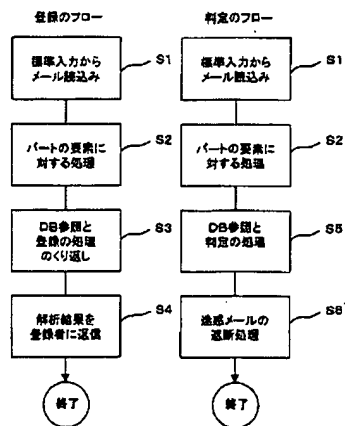 登録のフロー
標準入力から
メール読込み
S1
パートの要素に
対する処理
S2
DB参照と
登録の処理
のくり返し
S3
解析結果を
登録者に返信
S4
終了
判定のフロー
標準入力から
メール読込み
S1
パートの要素に
対する処理
S2
DB参照と
判定の処理
S5
迷惑メールの
遮断処理
S6
終了